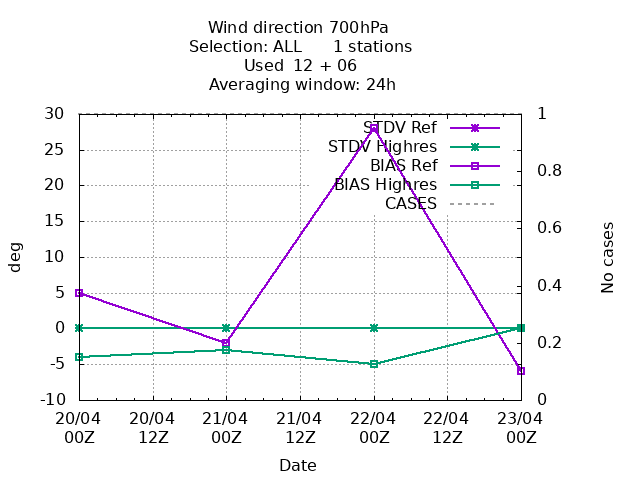 Wind direction 700hPa
Selection: ALL 1 stations
Used 12 + 06
Averaging window: 24h
30 1
STDV Ref
STDV Highres
25
BIAS Ref
0.8
20
BIAS Highres
CASES
15
0.6
deg
No cases
10
0.4
5
0
0.2
-5
-10 0
20/04 20/04 21/04 21/04 22/04 22/04 23/04
00Z 12Z 00Z 12Z 00Z 12Z 00Z
Date